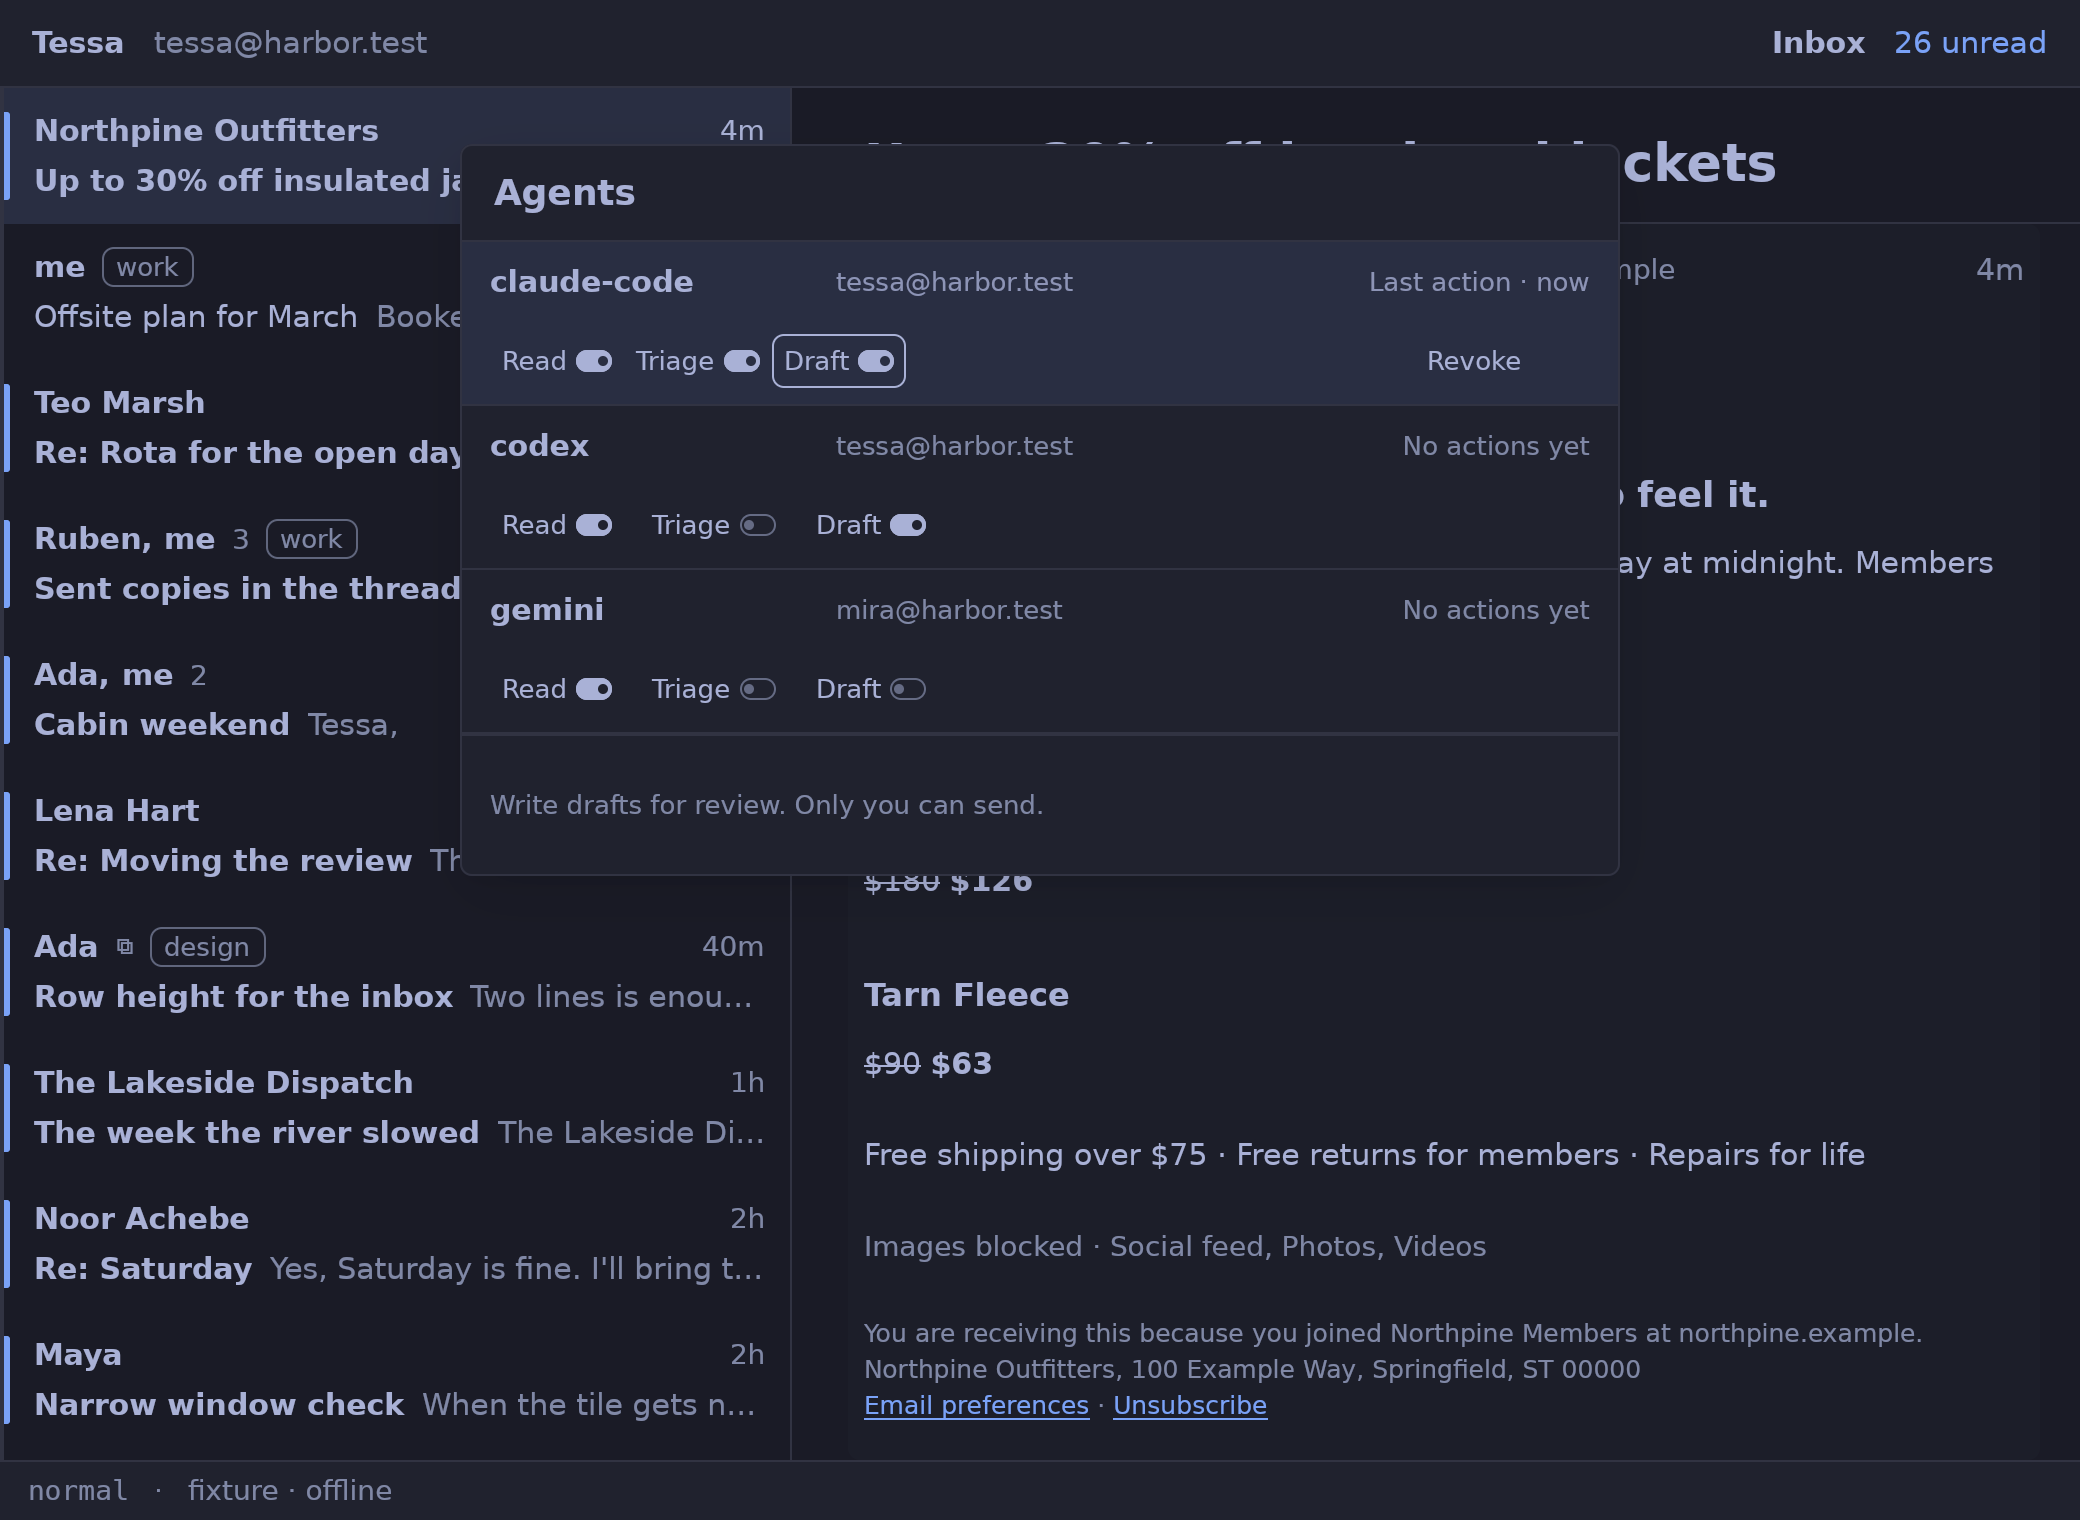 Tessa tessa@harbor.test Inbox 26 unread
Northpine Outfitters 4m
Up to 30% off insulated
me work
Offsite plan for March
Teo Marsh
Re: Rota for the open day
Ruben, me 3 work
Sent copies in the thread
Ada, me 2
Cabin weekend Tessa,
Lena Hart
Re: Moving the review
Ada design 40m
Row height for the inbox Two lines is enou…
The Lakeside Dispatch 1h
The week the river slowed The Lakeside Di…
Noor Achebe 2h
Re: Saturday Yes, Saturday is fine. I'll bring t…
Maya 2h
Narrow window check When the tile gets n…
Agents
claude-code tessa@harbor.test Last action · now
Read Triage Draft Revoke
codex tessa@harbor.test No actions yet
Read Triage Draft
gemini mira@harbor.test No actions yet
Read Triage Draft
Write drafts for review. Only you can send.
4m
feel it.
at midnight. Members
$180 $126
Tarn Fleece
$90 $63
Free shipping over $75 · Free returns for members · Repairs for life
Images blocked · Social feed, Photos, Videos
You are receiving this because you joined Northpine Members at northpine.example.
Northpine Outfitters, 100 Example Way, Springfield, ST 00000
Email preferences · Unsubscribe
normal · fixture · offline